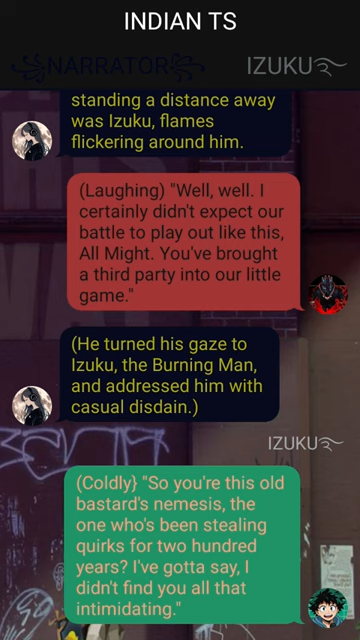 INDIAN TS
꧁NARRATOR꧂
IZUKU࿐
standing a distance away
was Izuku, flames
flickering around him.
(Laughing) "Well, well. I
certainly didn't expect our
battle to play out like this,
All Might. You've brought
a third party into our little
game."
(He turned his gaze to
Izuku, the Burning Man,
and addressed him with
casual disdain.)
IZUKU࿐
(Coldly} "So you're this old
bastard's nemesis, the
one who's been stealing
quirks for two hundred
years? I've gotta say, I
didn't find you all that
intimidating."